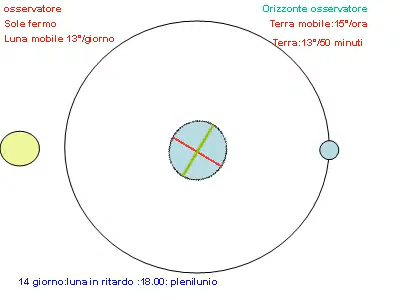 osservatore
Sole fermo
Luna mobile 13°/giorno
Orizzonte osservatore
Terra mobile:15°/ora
Terra:13°/50 minuti
14 giorno:luna in ritardo :18.00: plenilunio